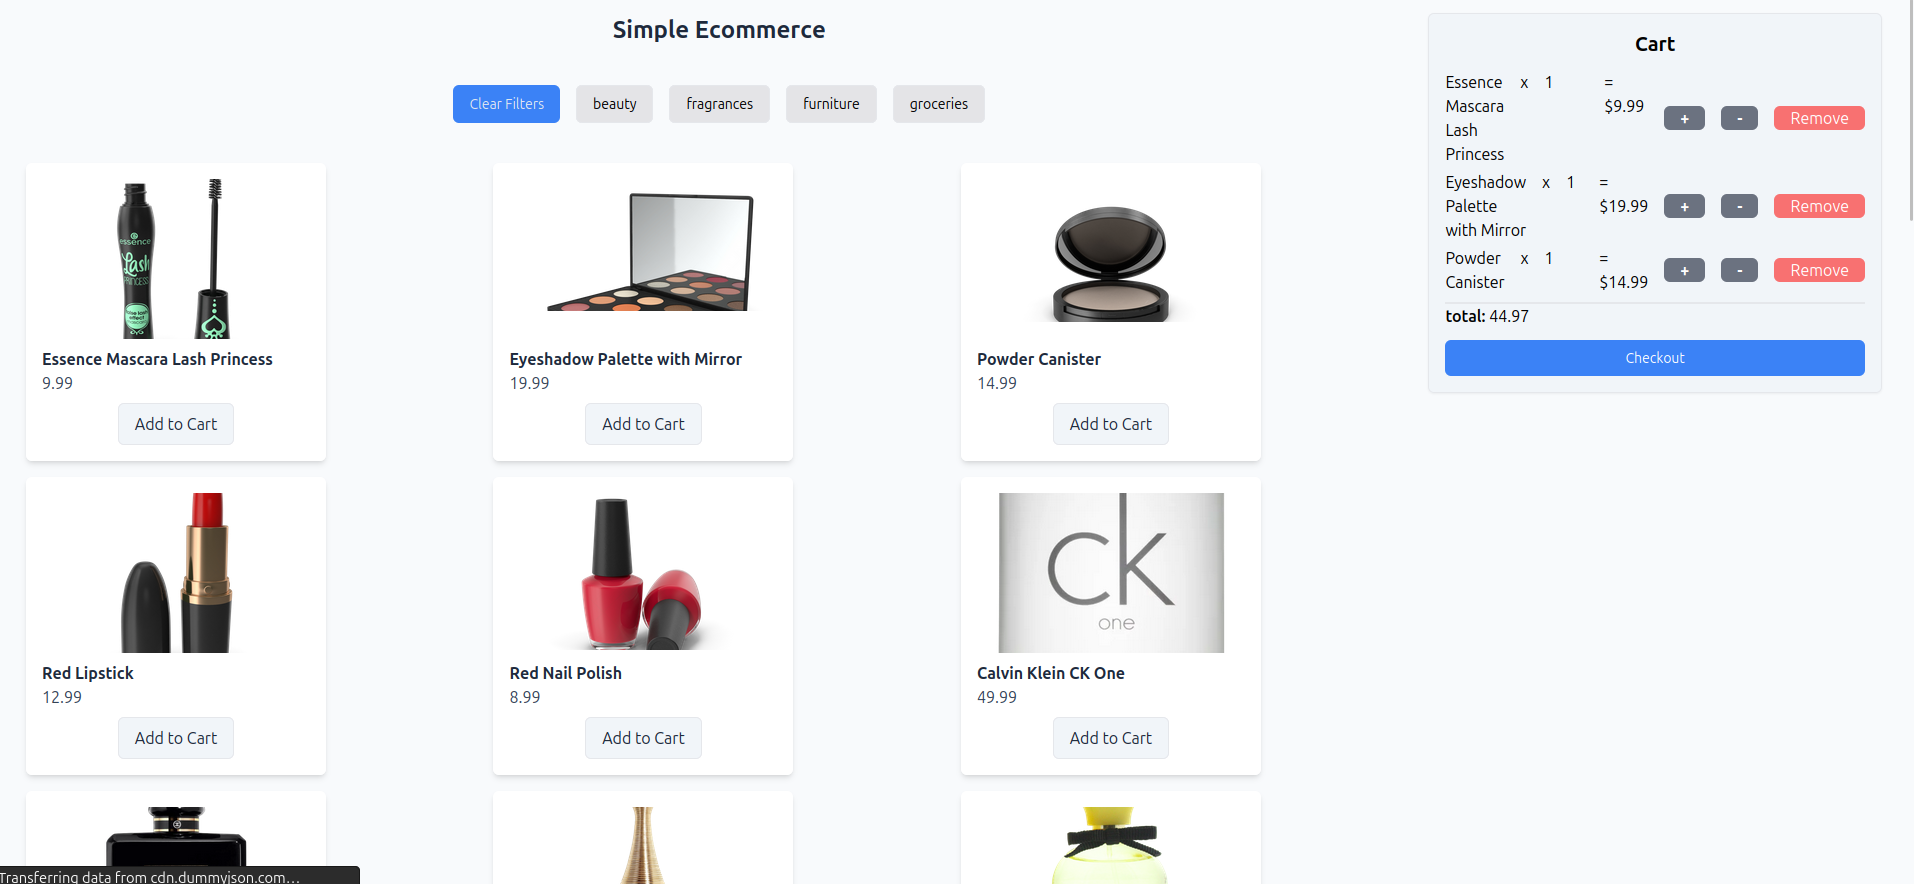 Simple Ecommerce
Clear Filters
beauty
fragrances
furniture
groceries
essence
Lash
PRINCESS
false lash
effect
Essence Mascara Lash Princess
9.99
Add to Cart
Eyeshadow Palette with Mirror
19.99
Add to Cart
Powder Canister
14.99
Add to Cart
Red Lipstick
12.99
Add to Cart
Red Nail Polish
8.99
Add to Cart
ck
one
Calvin Klein CK One
49.99
Add to Cart
Cart
Essence x 1 =
Mascara $9.99 + - Remove
Lash
Princess
Eyeshadow x 1 =
Palette $19.99 + - Remove
with Mirror
Powder x 1 =
Canister $14.99 + - Remove
total: 44.97
Checkout
Transferring data from cdn.dummyjson.com…